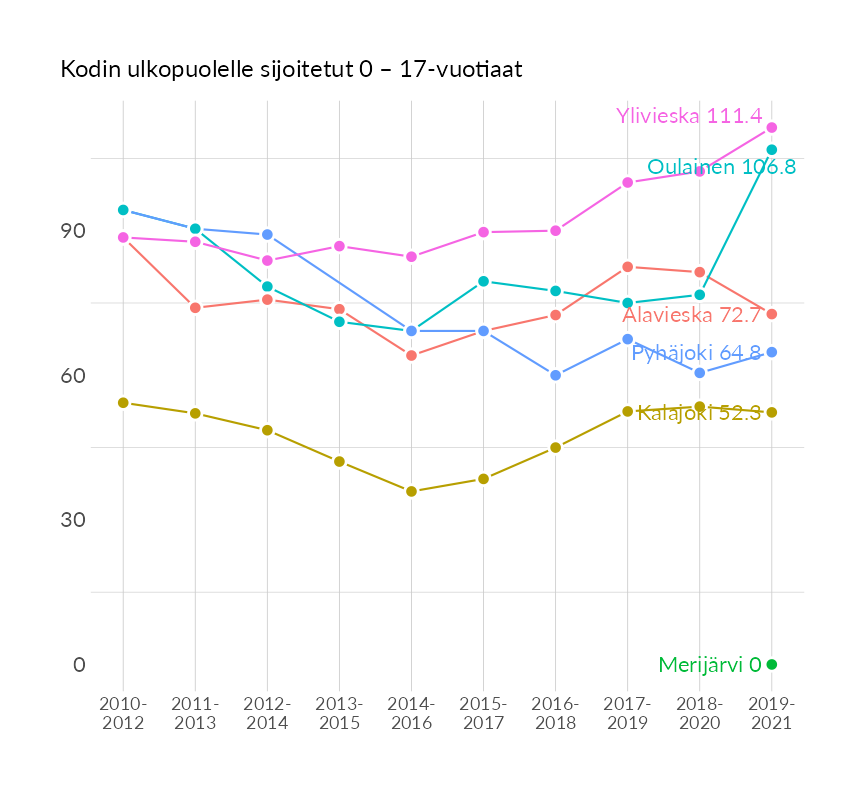 Kodin ulkopuolelle sijoitetut 0 – 17-vuotiaat
Ylivieska 111.4
Oulainen 106.8
90
Alavieska 72.7
Pyhäjoki 64.8
60
Kalajoki 52.3
30
Merijärvi 0
0
2010-2012
2011-2013
2012-2014
2013-2015
2014-2016
2015-2017
2016-2018
2017-2019
2018-2020
2019-2021